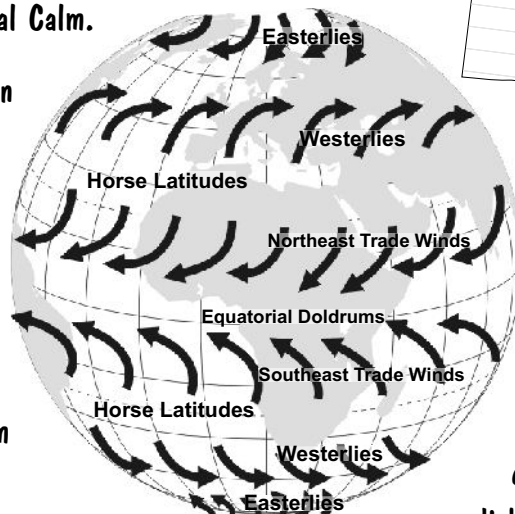 al Calm.
Easterlies
n
Westerlies
Horse Latitudes
Northeast Trade Winds
Equatorial Doldrums
Southeast Trade Winds
Horse Latitudes
n
Westerlies
Easterlies